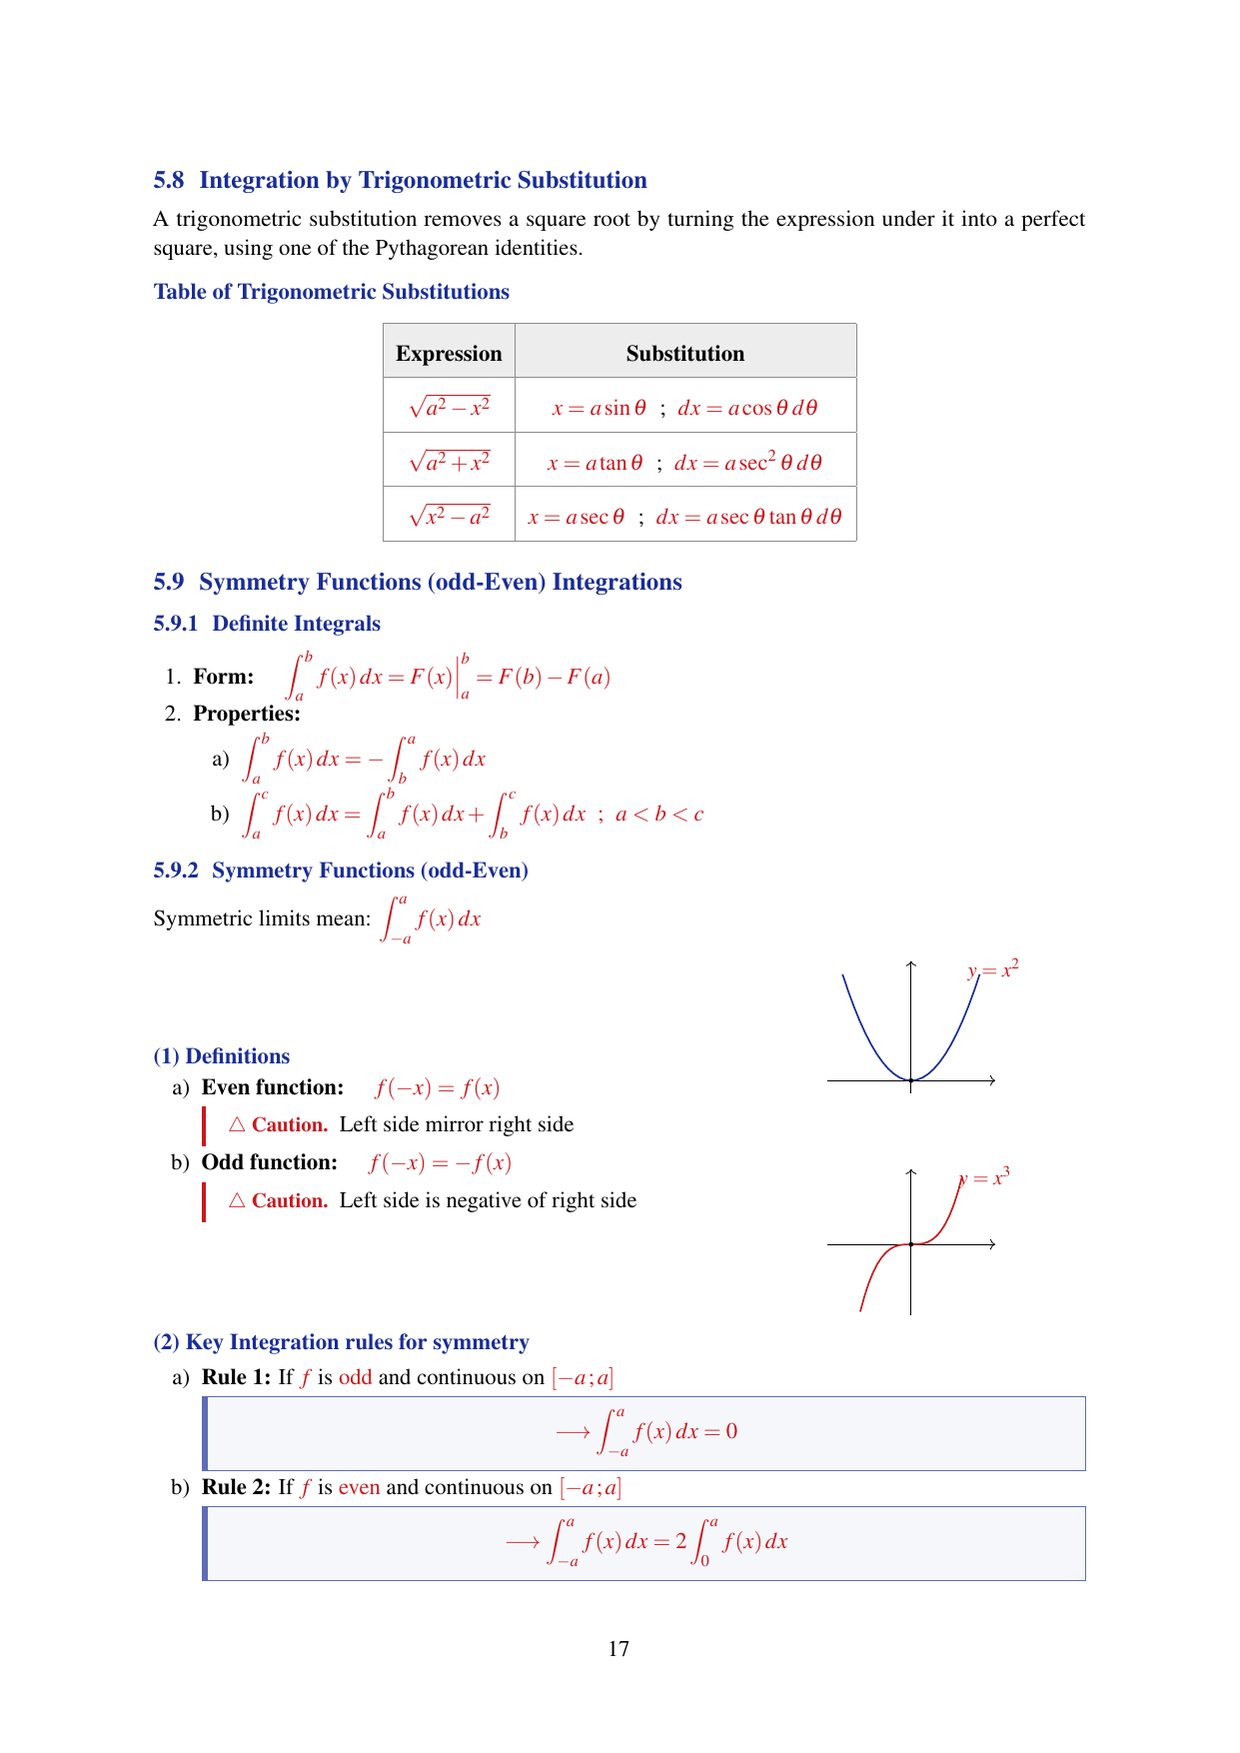 5.8 Integration by Trigonometric Substitution
A trigonometric substitution removes a square root by turning the expression under it into a perfect
square, using one of the Pythagorean identities.
Table of Trigonometric Substitutions
Expression Substitution
√(a² − x²) x = a sin θ ; dx = a cos θ dθ
√(a² + x²) x = a tan θ ; dx = a sec² θ dθ
√(x² − a²) x = a sec θ ; dx = a sec θ tan θ dθ
5.9 Symmetry Functions (odd-Even) Integrations
5.9.1 Definite Integrals
1. Form: ∫_a^b f(x) dx = F(x)|_a^b = F(b) − F(a)
2. Properties:
a) ∫_a^b f(x) dx = − ∫_b^a f(x) dx
b) ∫_a^c f(x) dx = ∫_a^b f(x) dx + ∫_b^c f(x) dx ; a < b < c
5.9.2 Symmetry Functions (odd-Even)
Symmetric limits mean: ∫_{−a}^a f(x) dx
y = x²
(1) Definitions
a) Even function: f(−x) = f(x)
△ Caution. Left side mirror right side
b) Odd function: f(−x) = −f(x)
y = x³
△ Caution. Left side is negative of right side
(2) Key Integration rules for symmetry
a) Rule 1: If f is odd and continuous on [−a; a]
⟶ ∫_{−a}^a f(x) dx = 0
b) Rule 2: If f is even and continuous on [−a; a]
⟶ ∫_{−a}^a f(x) dx = 2 ∫_0^a f(x) dx
17